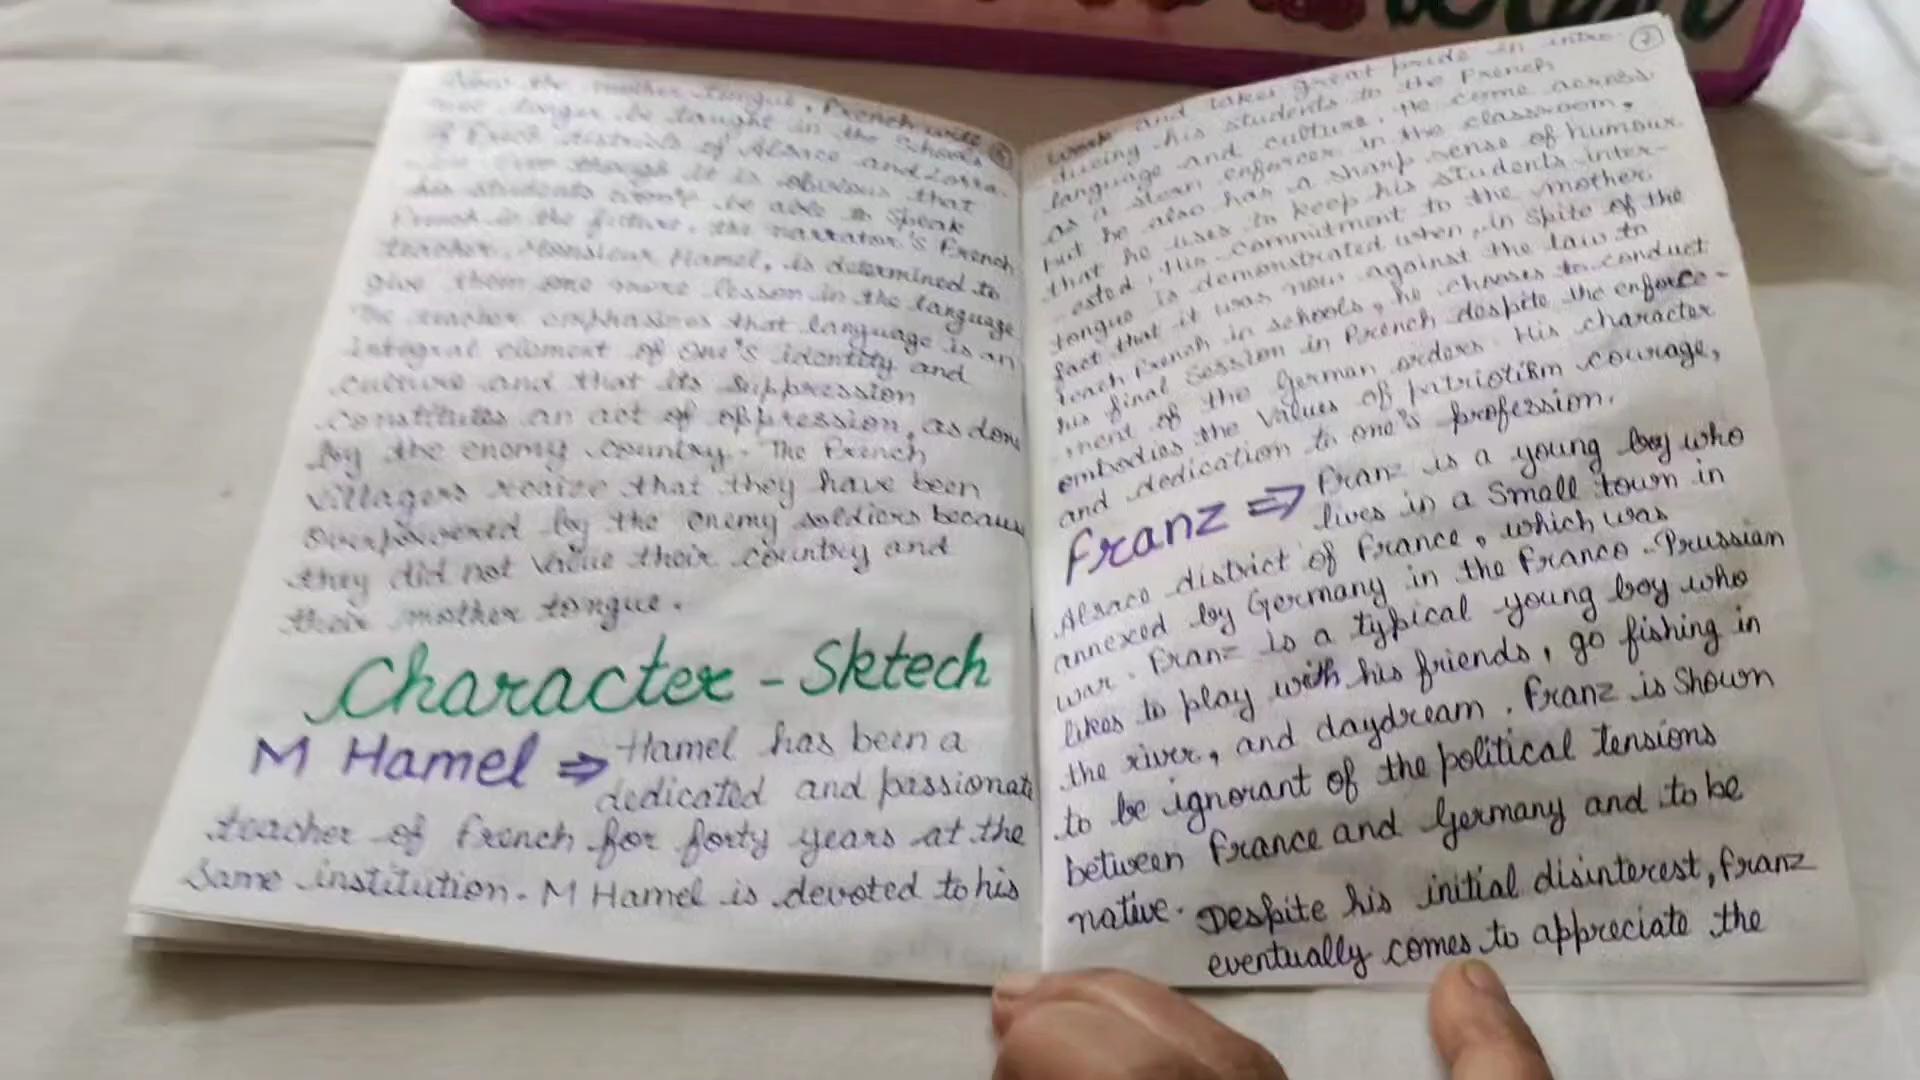 the mother tongue, French will
no longer be taught in the schools
of French districts of Alsace and Lorra-
Even though it is obvious that
his students won't be able to speak
French in the future, the narrator's French
teacher, Monsieur Hamel, is determined to
give them one more lesson in the language
The teacher emphasizes that language is an
integral element of one's identity and
culture and that its suppression
constitutes an act of oppression, as done
by the enemy country. The French
villagers realize that they have been
overpowered by the enemy soldiers because
they did not value their country and
their mother tongue.
Character - Sktech
M Hamel ⇒ Hamel has been a
dedicated and passionate
teacher of French for forty years at the
same institution. M Hamel is devoted to his
7
work and takes great pride in intro-
ducing his students to the French
language and culture. He come across
as a stern enforcer in the classroom,
but he also has a sharp sense of humour
that he uses to keep his students inter-
ested. His commitment to the mother
tongue is demonstrated when, in spite of the
fact that it was now against the law to
teach French in schools, he chooses to conduct
his final session in French despite the enforce-
ment of the German orders. His character
embodies the values of patriotism courage,
and dedication to one's profession.
Franz ⇒ Franz is a young boy who
lives in a small town in
Alsace district of France, which was
annexed by Germany in the Franco-Prussian
war. Franz is a typical young boy who
likes to play with his friends, go fishing in
the river, and daydream. Franz is shown
to be ignorant of the political tensions
between France and Germany and to be
native. Despite his initial disinterest, Franz
eventually comes to appreciate the